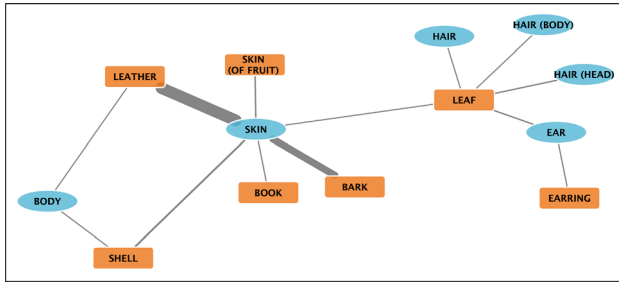 HAIR
HAIR (BODY)
SKIN
(OF FRUIT)
LEATHER
HAIR (HEAD)
LEAF
SKIN
EAR
BARK
BOOK
EARRING
BODY
SHELL